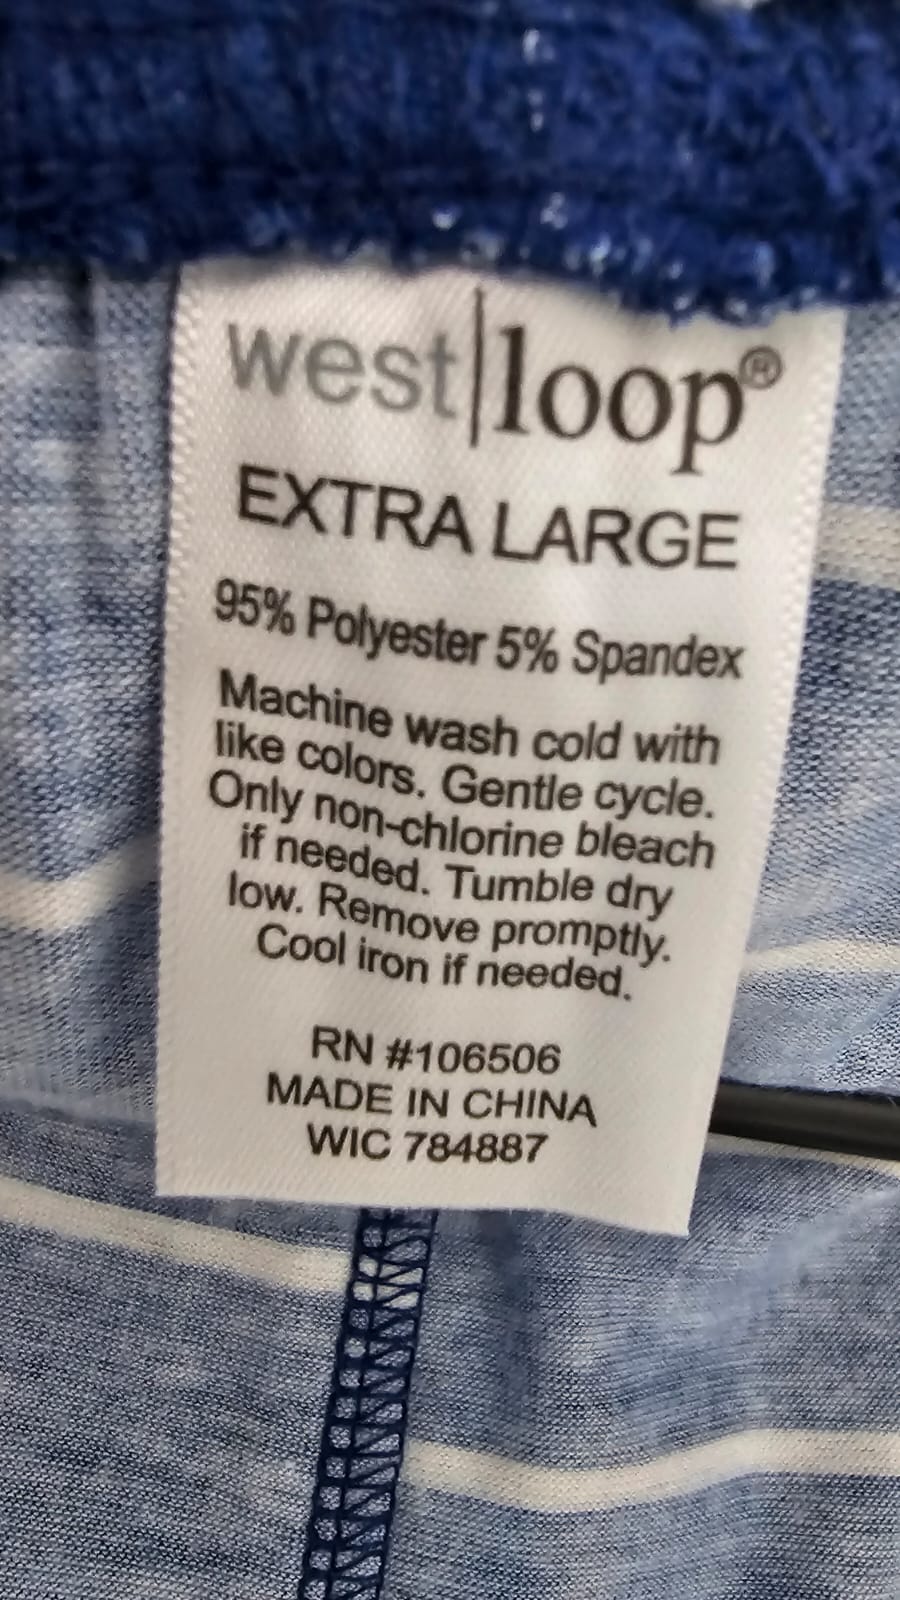 west|loop®
EXTRA LARGE
95% Polyester 5% Spandex
Machine wash cold with
like colors. Gentle cycle.
Only non-chlorine bleach
if needed. Tumble dry
low. Remove promptly.
Cool iron if needed.
RN #106506
MADE IN CHINA
WIC 784887